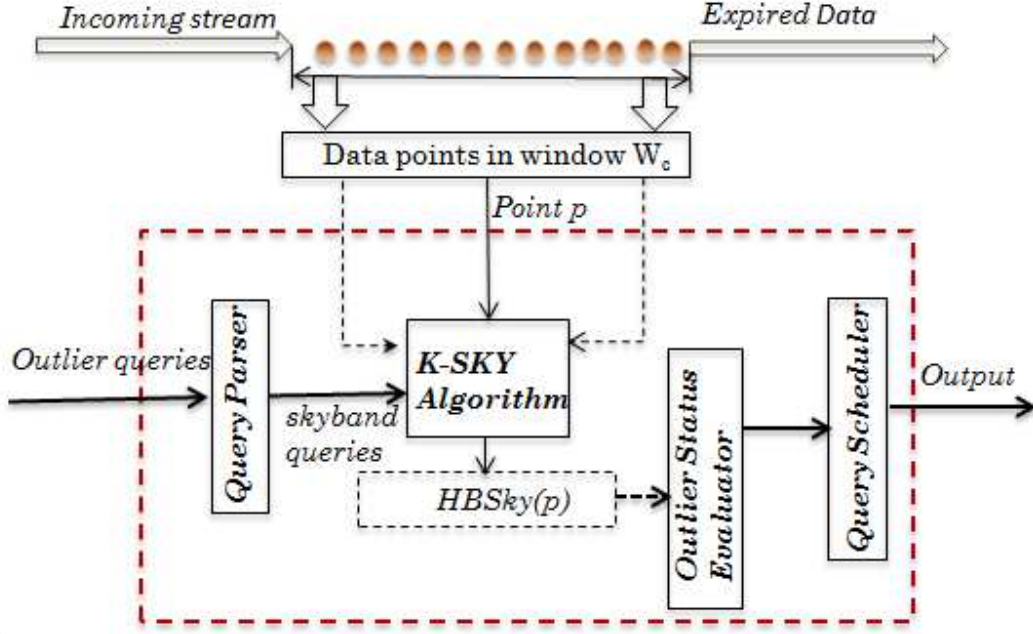 Incoming stream
Expired Data
Data points in window Wc
Point p
Outlier queries
Query Parser
skyband
queries
K-SKY
Algorithm
HBSky(p)
Outlier Status
Evaluator
Query Scheduler
Output